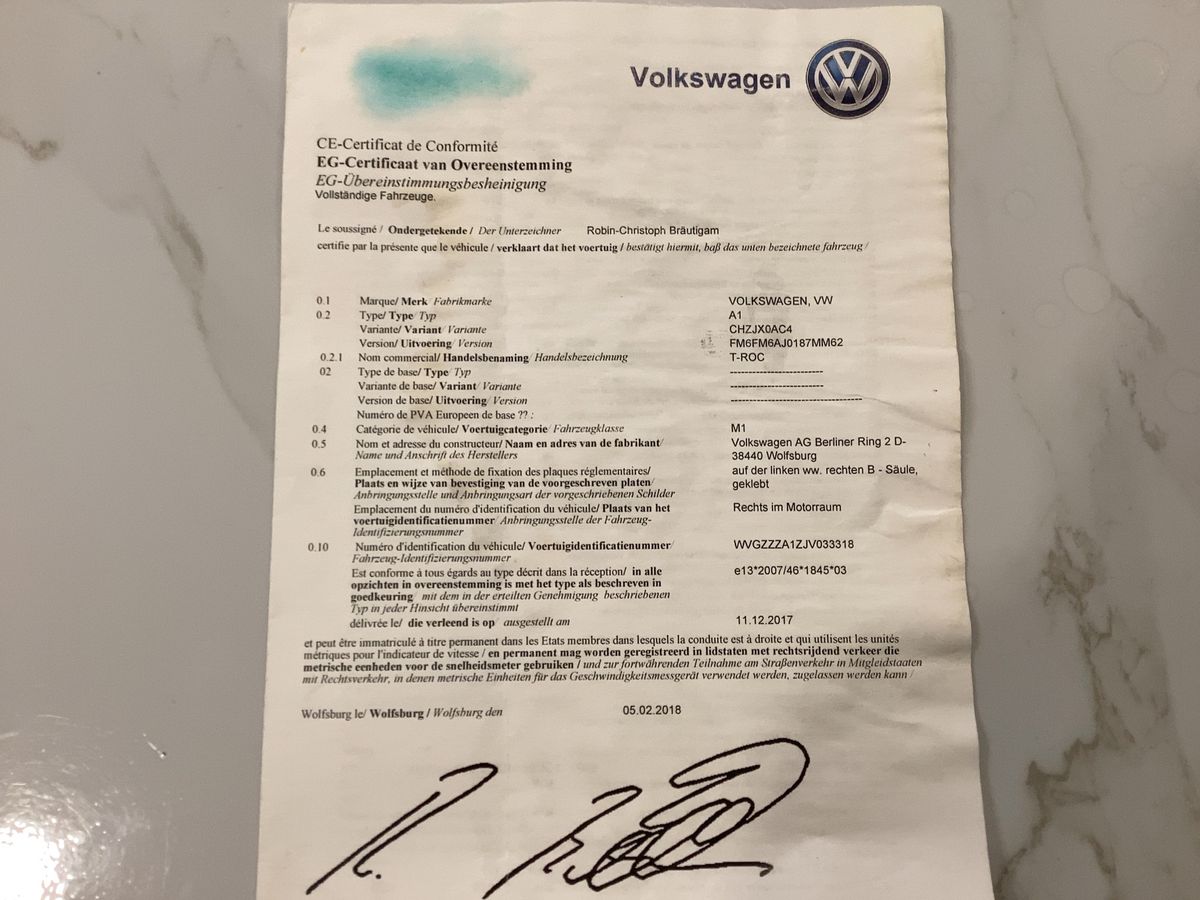 Volkswagen
CE-Certificat de Conformité
EG-Certificaat van Overeenstemming
EG-Übereinstimmungsbesheinigung
Vollständige Fahrzeuge.
Le soussigné / Ondergetekende / Der Unterzeichner Robin-Christoph Bräutigam
certifie par la présente que le véhicule / verklaart dat het voertuig / bestätigt hiermit, baß das unten bezeichnete fahrzeug /
0.1 Marque/ Merk/ Fabrikmarke VOLKSWAGEN, VW
0.2 Type/ Type/ Typ A1
Variante/ Variant/ Variante CHZJX0AC4
Version/ Uitvoering/ Version FM6FM6AJ0187MM62
0.2.1 Nom commercial/ Handelsbenaming/ Handelsbezeichnung T-ROC
02 Type de base/ Type/ Typ -----------------------
Variante de base/ Variant/ Variante -----------------------
Version de base/ Uitvoering/ Version --------------------------------
Numéro de PVA Europeen de base ?? :
0.4 Catégorie de véhicule/ Voertuigcategorie/ Fahrzeugklasse M1
0.5 Nom et adresse du constructeur/ Naam en adres van de fabrikant/ Volkswagen AG Berliner Ring 2 D-
Name und Anschrift des Herstellers 38440 Wolfsburg
0.6 Emplacement et méthode de fixation des plaques réglementaires/ auf der linken ww. rechten B - Säule,
Plaats en wijze van bevestiging van de voorgeschreven platen/ geklebt
Anbringungsstelle und Anbringungsart der vorgeschriebenen Schilder
Emplacement du numéro d'identification du véhicule/ Plaats van het Rechts im Motorraum
voertuigidentificatienummer/ Anbringungsstelle der Fahrzeug-
Identifizierungsnummer
0.10 Numéro d'identification du véhicule/ Voertuigidentificatienummer/ WVGZZZA1ZJV033318
Fahrzeug-Identifizierungsnummer
Est conforme à tous égards au type décrit dans la réception/ in alle e13*2007/46*1845*03
opzichten in overeenstemming is met het type als beschreven in
goedkeuring/ mit dem in der erteilten Genehmigung beschriebenen
Typ in jeder Hinsicht übereinstimmt
délivrée le/ die verleend is op/ ausgestellt am 11.12.2017
et peut être immatriculé à titre permanent dans les Etats membres dans lesquels la conduite est à droite et qui utilisent les unités
métriques pour l'indicateur de vitesse / en permanent mag worden geregistreerd in lidstaten met rechtsrijdend verkeer die
metrische eenheden voor de snelheidsmeter gebruiken / und zur fortwährenden Teilnahme am Straßenverkehr in Mitgleidstaaten
mit Rechtsverkehr, in denen metrische Einheiten für das Geschwindigkeitsmessgerät verwendet werden, zugelassen werden kann /
Wolfsburg le/ Wolfsburg / Wolfsburg den 05.02.2018